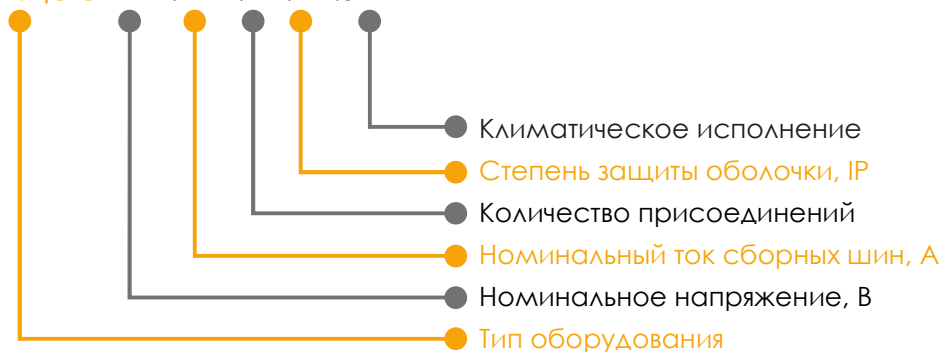 Климатическое исполнение
Степень защиты оболочки, IP
Количество присоединений
Номинальный ток сборных шин, А
Номинальное напряжение, В
Тип оборудования